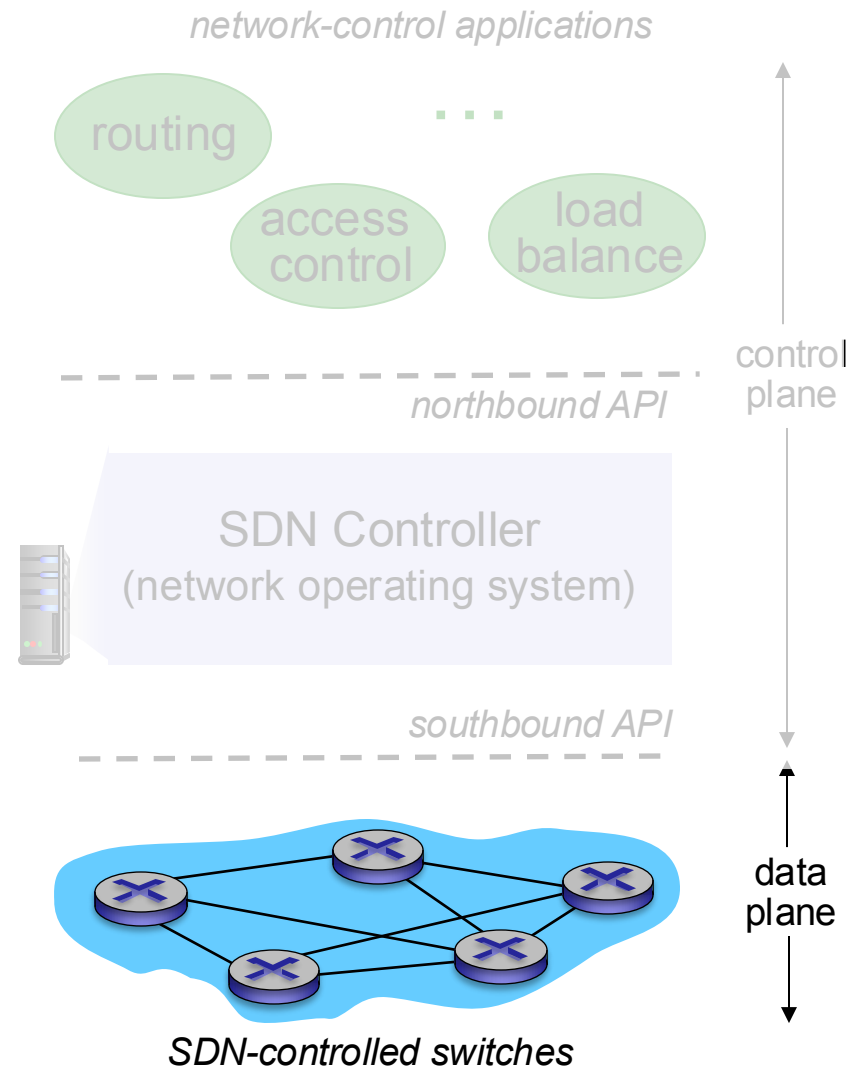 network-control applications
routing
. . .
access
control
load
balance
control
plane
northbound API
SDN Controller
(network operating system)
southbound API
data
plane
SDN-controlled switches